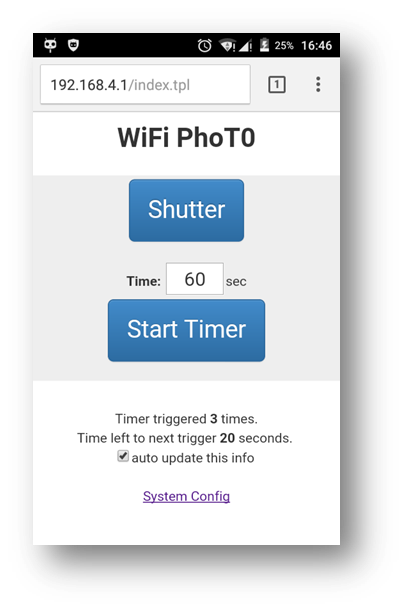 25% 16:46
192.168.4.1/index.tpl 1
WiFi PhoT0
Shutter
Time: 60 sec
Start Timer
Timer triggered 3 times.
Time left to next trigger 20 seconds.
auto update this info
System Config